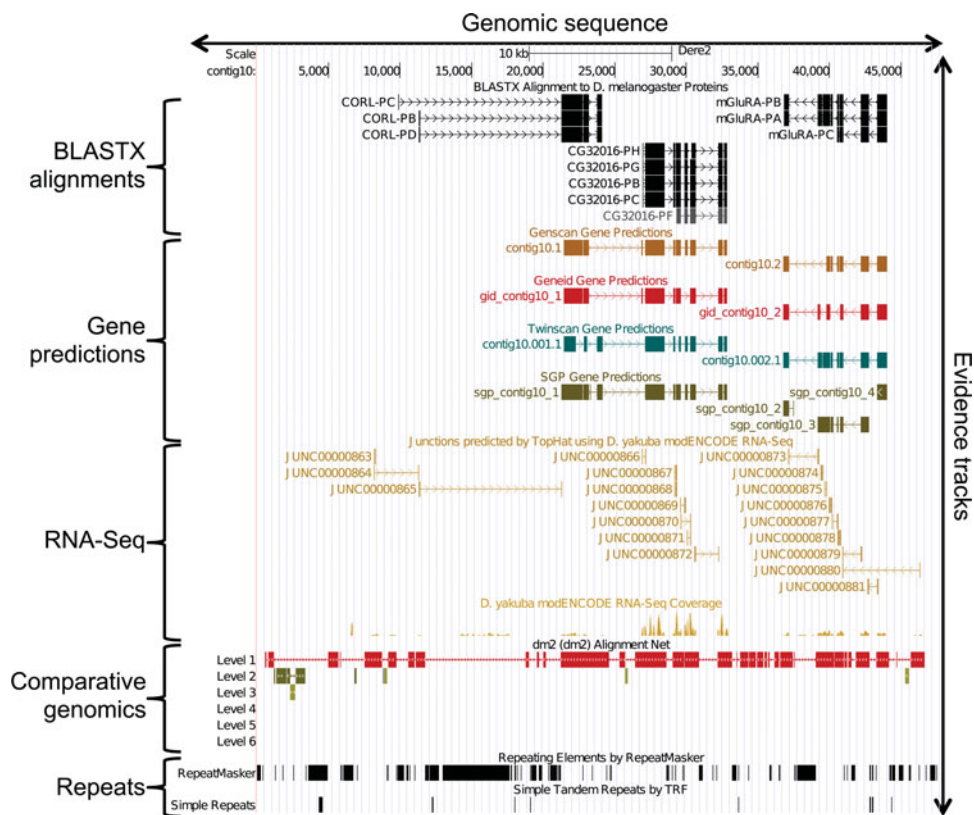 Genomic sequence
Scale
10 kb
Dere2
contig10:
5,000
10,000
15,000
20,000
25,000
30,000
35,000
40,000
45,000
BLASTX Alignment to D. melanogaster Proteins
CORL-PC
mGluRA-PB
CORL-PB
mGluRA-PA
CORL-PD
mGluRA-PC
BLASTX alignments
CG32016-PH
CG32016-PG
CG32016-PB
CG32016-PC
CG32016-PF
Genscan Gene Predictions
contig10.1
contig10.2
Geneid Gene Predictions
gid_contig10_1
gid_contig10_2
Gene predictions
Twinscan Gene Predictions
contig10.001.1
contig10.002.1
SGP Gene Predictions
sgp_contig10_1
sgp_contig10_4
sgp_contig10_2
sgp_contig10_3
Evidence tracks
Junctions predicted by TopHat using D. yakuba modENCODE RNA-Seq
JUNC00000863
JUNC00000866
JUNC00000873
JUNC00000864
JUNC00000867
JUNC00000874
JUNC00000865
JUNC00000868
JUNC00000875
JUNC00000869
JUNC00000876
JUNC00000870
JUNC00000877
RNA-Seq
JUNC00000871
JUNC00000878
JUNC00000872
JUNC00000879
JUNC00000880
JUNC00000881
D. yakuba modENCODE RNA-Seq Coverage
dm2 (dm2) Alignment Net
Level 1
Level 2
Comparative genomics
Level 3
Level 4
Level 5
Level 6
Repeating Elements by RepeatMasker
Repeats
RepeatMasker
Simple Tandem Repeats by TRF
Simple Repeats